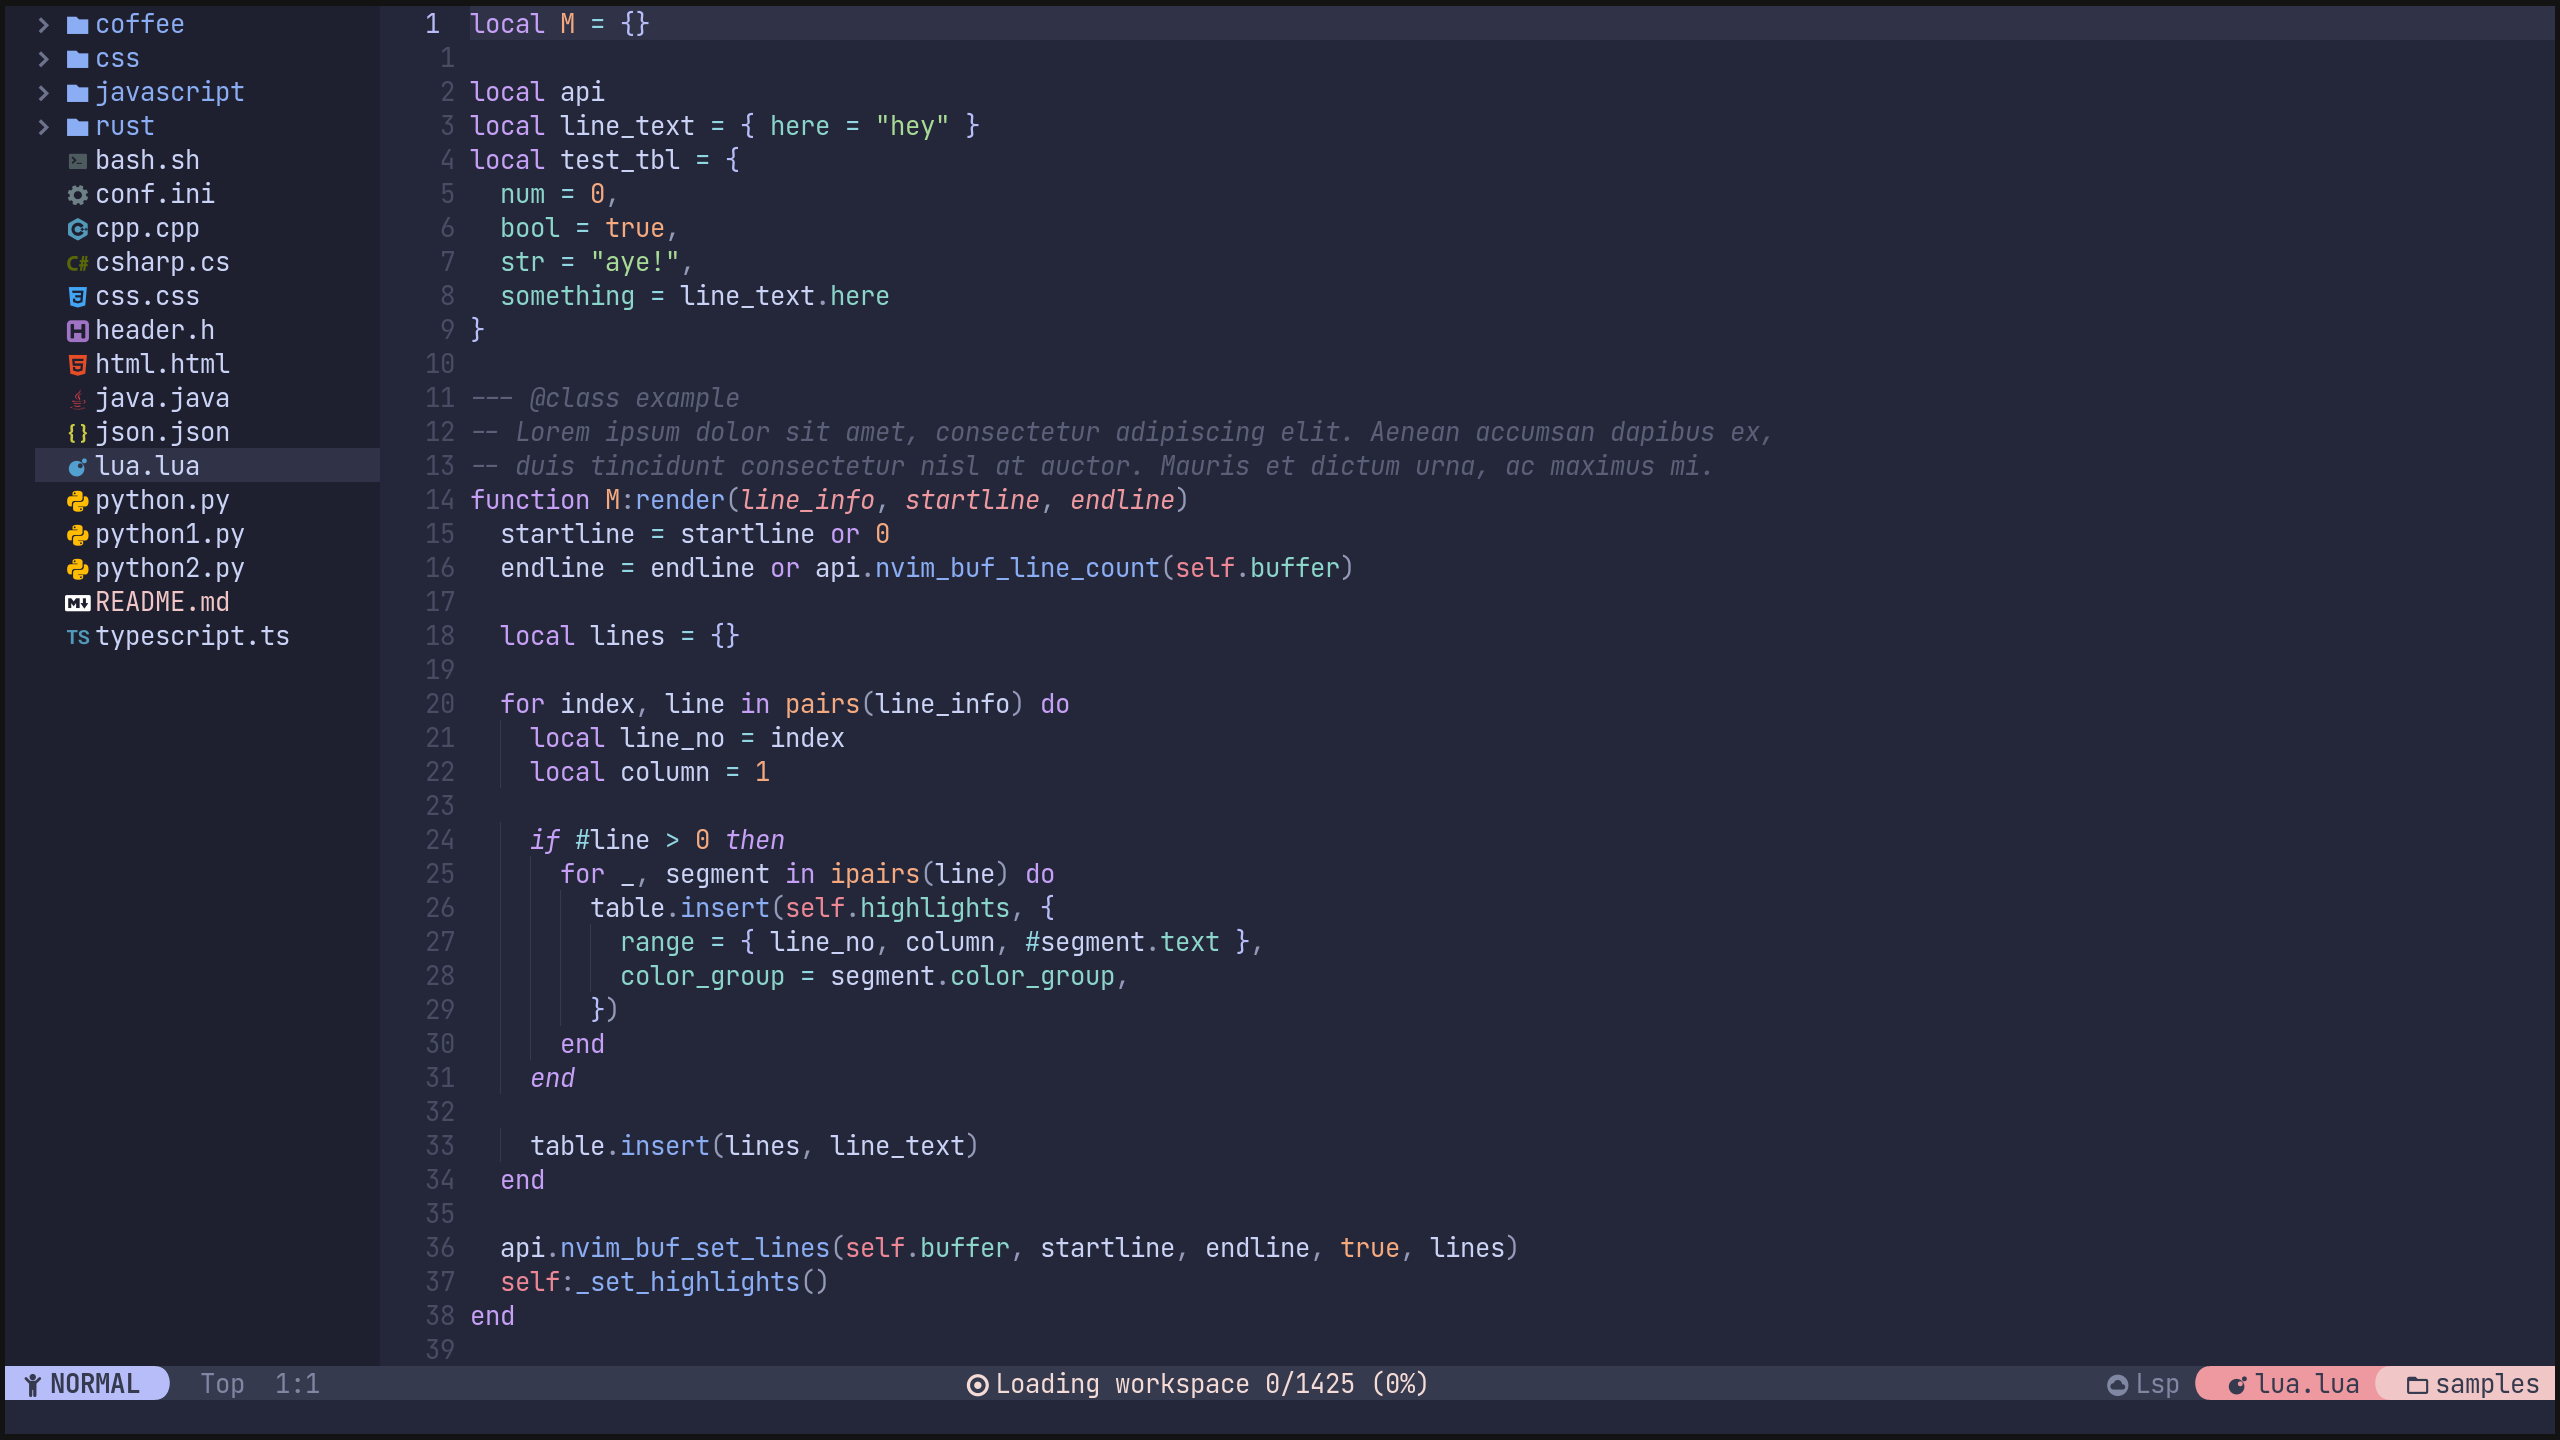 coffee
css
javascript
rust
bash.sh
conf.ini
cpp.cpp
csharp.cs
css.css
header.h
html.html
java.java
json.json
lua.lua
python.py
python1.py
python2.py
README.md
TS typescript.ts
1 local M = {}
1
2 local api
3 local line_text = { here = "hey" }
4 local test_tbl = {
5   num = 0,
6   bool = true,
7   str = "aye!",
8   something = line_text.here
9 }
10
11 --- @class example
12 -- Lorem ipsum dolor sit amet, consectetur adipiscing elit. Aenean accumsan dapibus ex,
13 -- duis tincidunt consectetur nisl at auctor. Mauris et dictum urna, ac maximus mi.
14 function M:render(line_info, startline, endline)
15   startline = startline or 0
16   endline = endline or api.nvim_buf_line_count(self.buffer)
17
18   local lines = {}
19
20   for index, line in pairs(line_info) do
21     local line_no = index
22     local column = 1
23
24     if #line > 0 then
25       for _, segment in ipairs(line) do
26         table.insert(self.highlights, {
27           range = { line_no, column, #segment.text },
28           color_group = segment.color_group,
29         })
30       end
31     end
32
33     table.insert(lines, line_text)
34   end
35
36   api.nvim_buf_set_lines(self.buffer, startline, endline, true, lines)
37   self:_set_highlights()
38 end
39
NORMAL Top 1:1 Loading workspace 0/1425 (0%) Lsp lua.lua samples